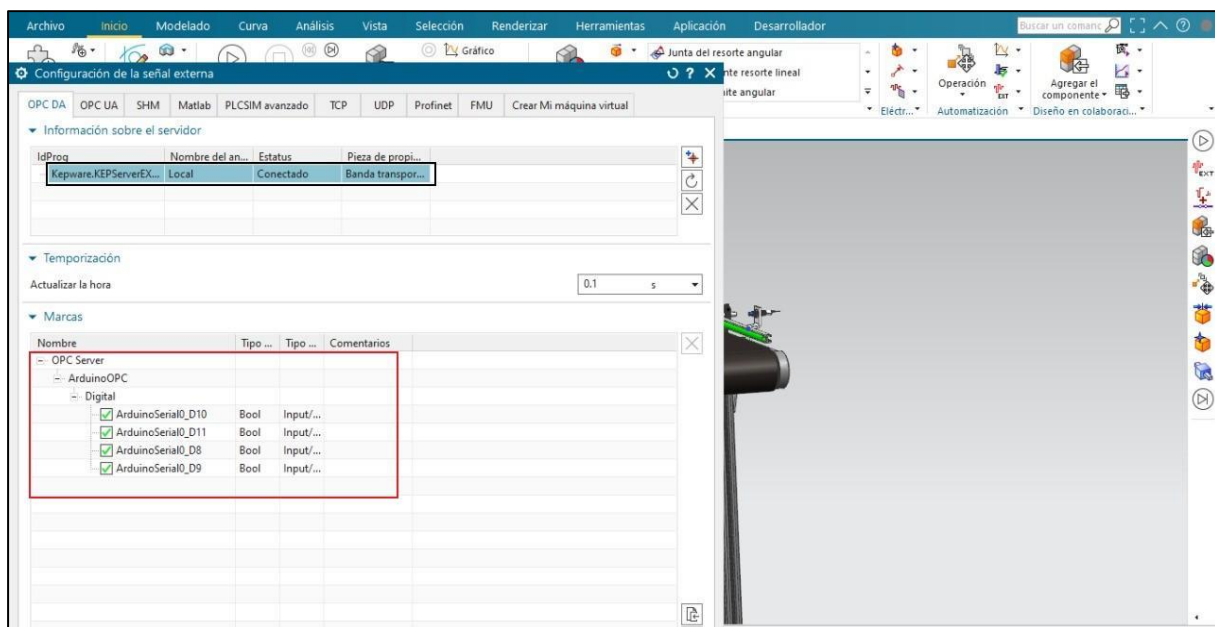 Archivo Inicio Modelado Curva Análisis Vista Selección Renderizar Herramientas Aplicación Desarrollador Buscar un comanc
Gráfico Junta del resorte angular
Configuración de la señal externa nte resorte lineal
ite angular
Operación Agregar el
componente
Eléctr... Automatización Diseño en colaboraci...
OPC DA OPC UA SHM Matlab PLCSIM avanzado TCP UDP Profinet FMU Crear Mi máquina virtual
Información sobre el servidor
IdProg Nombre del an... Estatus Pieza de propi...
Kepware.KEPServerEX... Local Conectado Banda transpor...
EXT
Temporización
Actualizar la hora 0.1 s
Marcas
Nombre Tipo ... Tipo ... Comentarios
OPC Server
ArduinoOPC
Digital
ArduinoSerial0_D10 Bool Input/...
ArduinoSerial0_D11 Bool Input/...
ArduinoSerial0_D8 Bool Input/...
ArduinoSerial0_D9 Bool Input/...